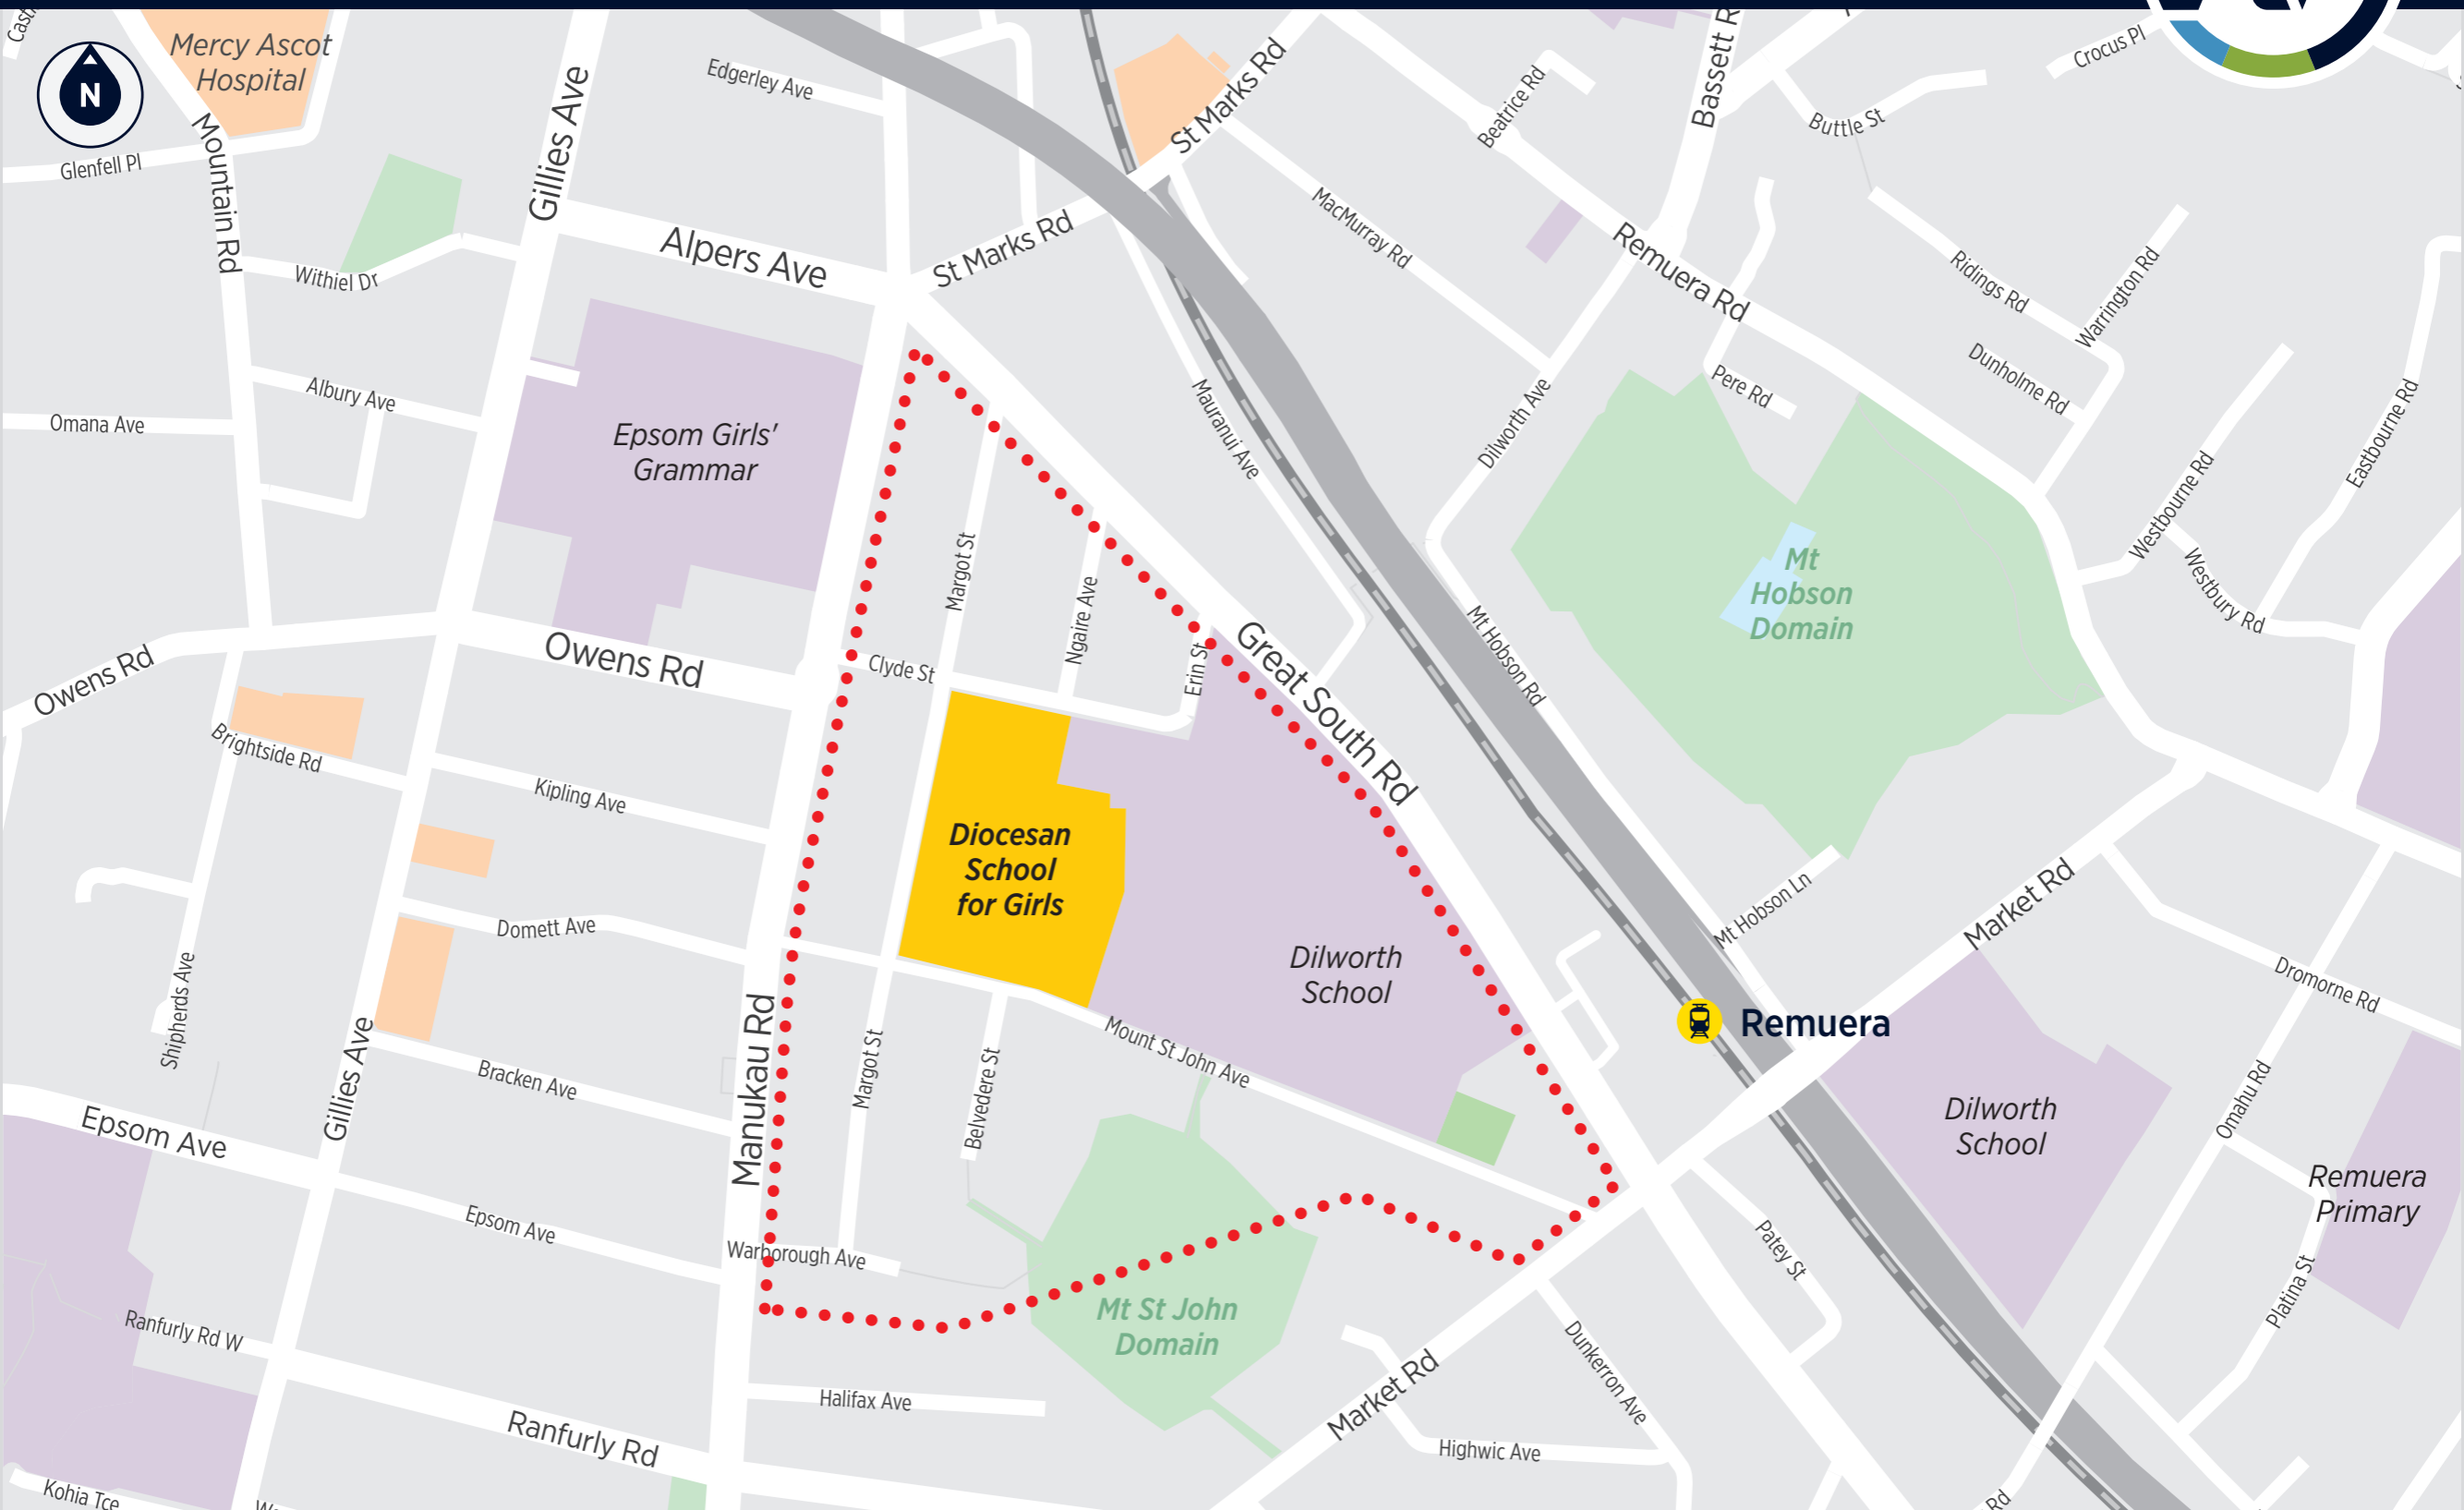 Mercy Ascot
Hospital
N
Glenfell Pl
Mountain Rd
Gillies Ave
Edgerley Ave
St Marks Rd
Beatrice Rd
Bassett R
Crocus Pl
Buttle St
Withiel Dr
Alpers Ave
St Marks Rd
MacMurray Rd
Remuera Rd
Ridings Rd
Warrington Rd
Omana Ave
Albury Ave
Epsom Girls'
Grammar
Mauranui Ave
Dilworth Ave
Pere Rd
Dunholme Rd
Westbourne Rd
Eastbourne Rd
Westbury Rd
Margot St
Ngaire Ave
Erin St
Clyde St
Great South Rd
Mt Hobson Rd
Mt
Hobson
Domain
Owens Rd
Owens Rd
Brightside Rd
Kipling Ave
Diocesan
School
for Girls
Domett Ave
Dilworth
School
Mt Hobson Ln
Market Rd
Dromorne Rd
Remuera
Shipherds Ave
Gillies Ave
Manukau Rd
Margot St
Belvedere St
Mount St John Ave
Bracken Ave
Epsom Ave
Epsom Ave
Dilworth
School
Omahu Rd
Remuera
Primary
Platina St
Patey St
Warborough Ave
Mt St John
Domain
Ranfurly Rd W
Ranfurly Rd
Halifax Ave
Market Rd
Dunkerron Ave
Highwic Ave
Kohia Tce
Rd